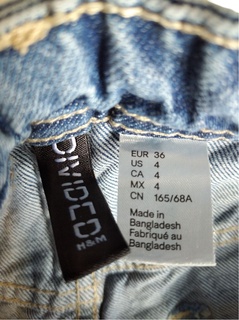 DIVIDED
H&M
EUR 36
US 4
CA 4
MX 4
CN 165/68A
Made in
Bangladesh
Fabriqué au
Bangladesh